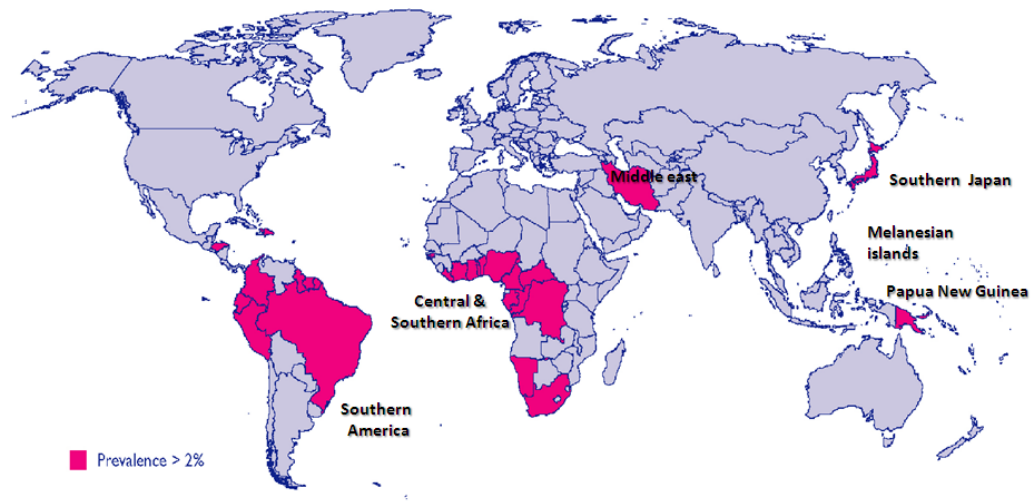 Middle east
Southern Japan
Melanesian
islands
Papua New Guinea
Central &
Southern Africa
Southern
America
Prevalence > 2%